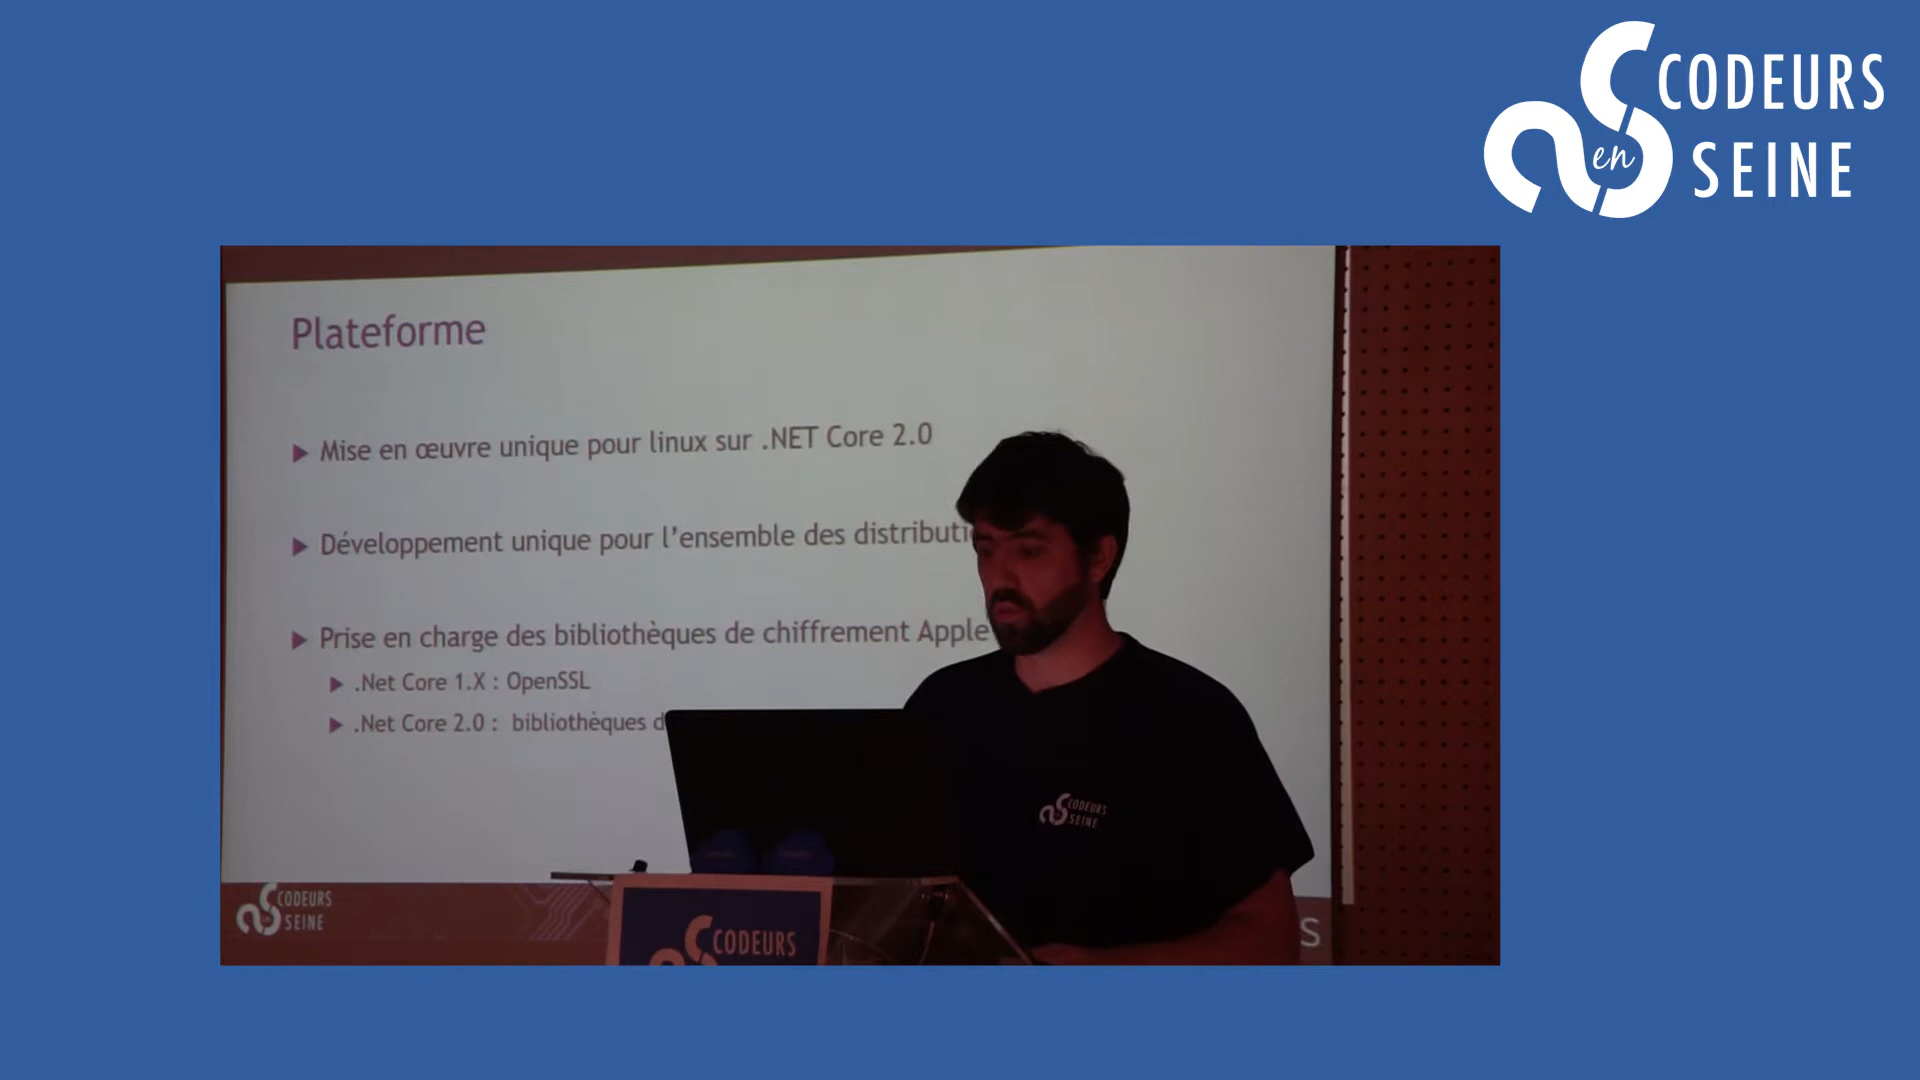 CODEURS
en
SEINE
Plateforme
Mise en œuvre unique pour linux sur .NET Core 2.0
Développement unique pour l'ensemble des
Prise en charge des bibliothèques de chiffrement Apple
.Net Core 1.X : OpenSSL
.Net Core 2.0 : bibliothèques
CODEURS
SEINE
CODEURS
SEINE
CODEURS
S